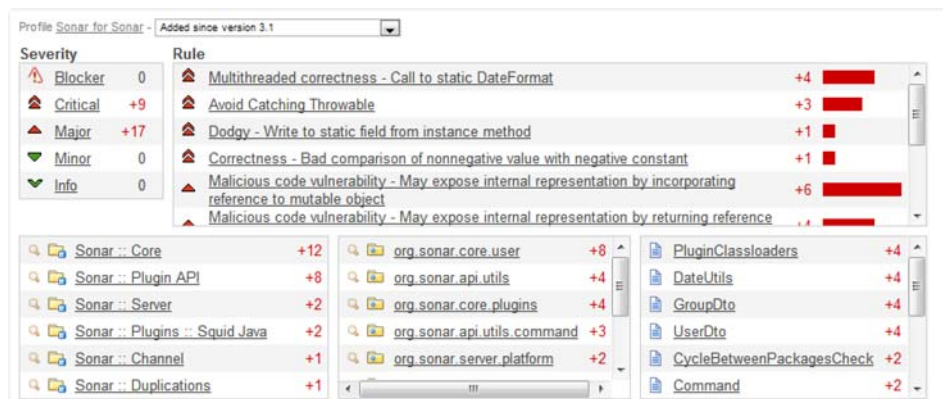 Profile Sonar for Sonar - Added since version 3.1
Severity
Blocker 0
Critical +9
Major +17
Minor 0
Info 0
Rule
Multithreaded correctness - Call to static DateFormat +4
Avoid Catching Throwable +3
Dodgy - Write to static field from instance method +1
Correctness - Bad comparison of nonnegative value with negative constant +1
Malicious code vulnerability - May expose internal representation by incorporating
reference to mutable object +6
Malicious code vulnerability - May expose internal representation by returning reference
+4
Sonar :: Core +12
Sonar :: Plugin API +8
Sonar :: Server +2
Sonar :: Plugins :: Squid Java +2
Sonar :: Channel +1
Sonar :: Duplications +1
org.sonar.core.user +8
org.sonar.api.utils +4
org.sonar.core.plugins +4
org.sonar.api.utils.command +3
org.sonar.server.platform +2
PluginClassloaders +4
DateUtils +4
GroupDto +4
UserDto +4
CycleBetweenPackagesCheck +2
Command +2